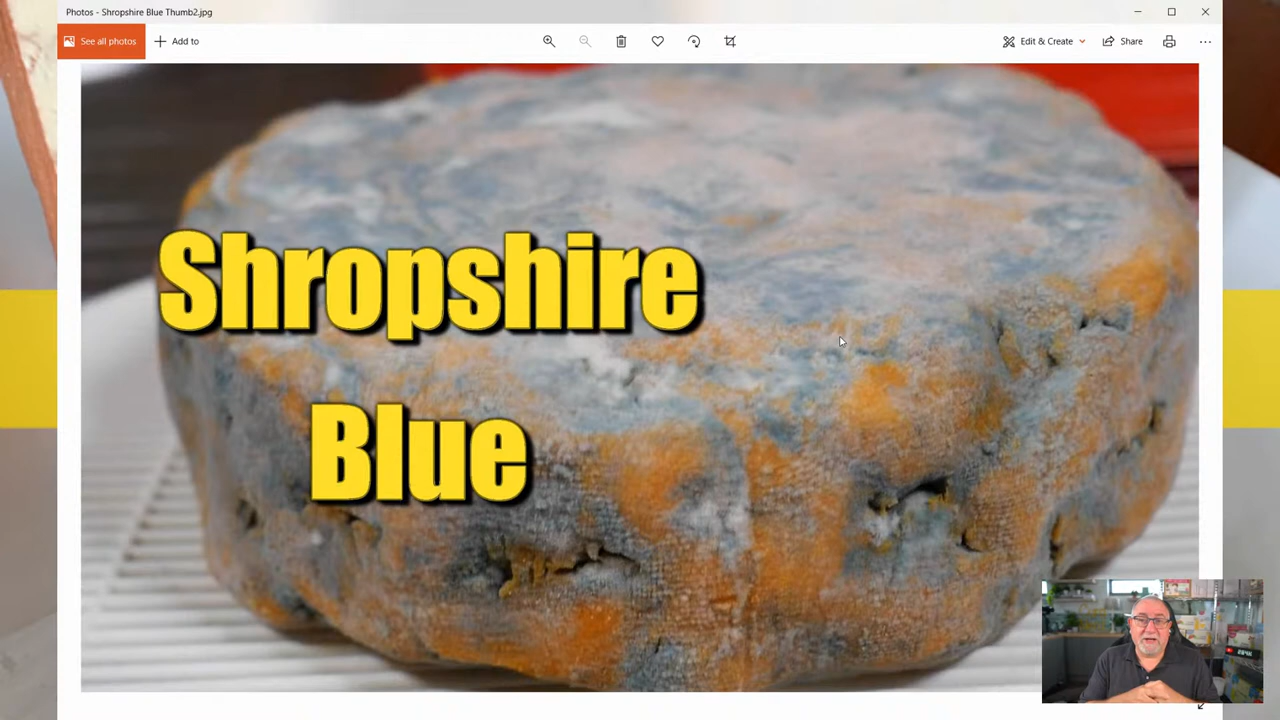 Photos - Shropshire Blue Thumb2.jpg
See all photos
Add to
Edit & Create
Share
Shropshire
Blue